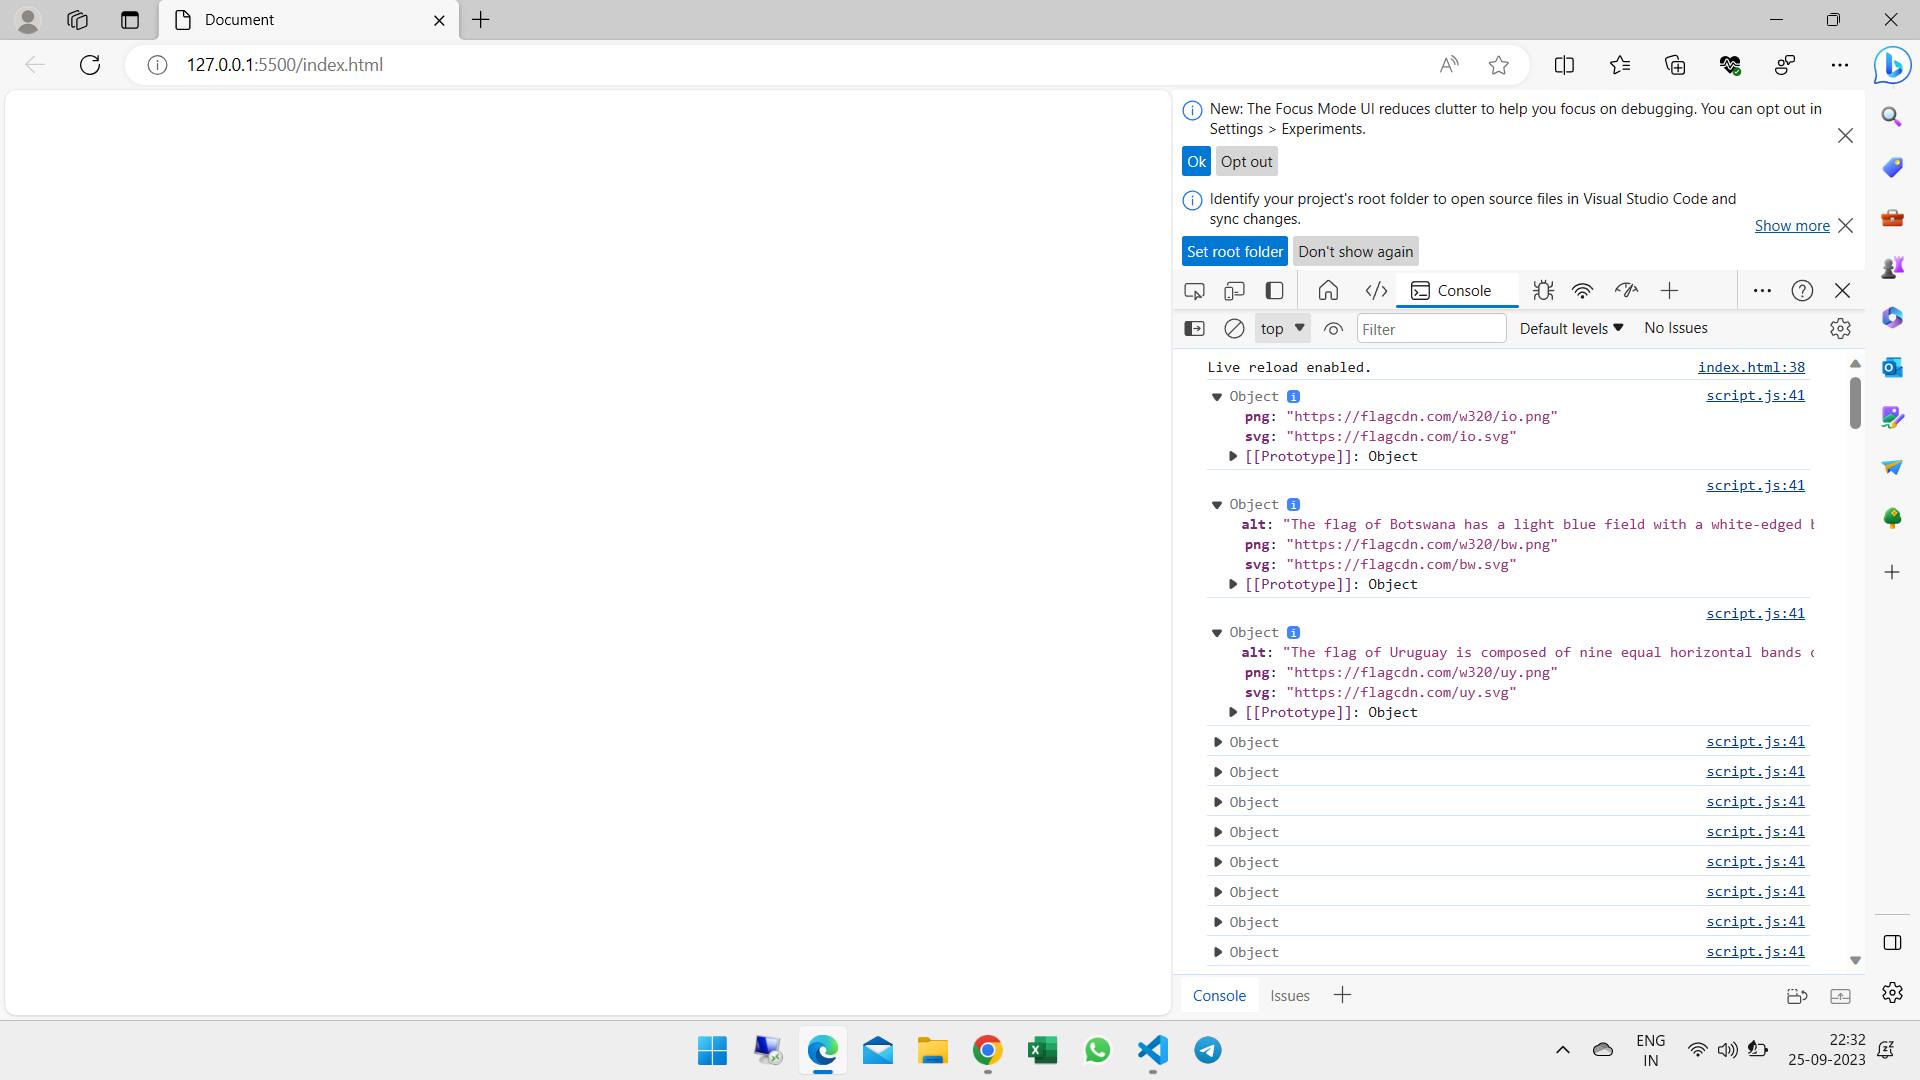 Document
127.0.0.1:5500/index.html
New: The Focus Mode UI reduces clutter to help you focus on debugging. You can opt out in
Settings > Experiments.
Ok Opt out
Identify your project's root folder to open source files in Visual Studio Code and
sync changes.
Show more
Set root folder Don't show again
Console
top Filter Default levels No Issues
Live reload enabled. index.html:38
Object script.js:41
png: "https://flagcdn.com/w320/io.png"
svg: "https://flagcdn.com/io.svg"
[[Prototype]]: Object
script.js:41
Object
alt: "The flag of Botswana has a light blue field with a white-edged
png: "https://flagcdn.com/w320/bw.png"
svg: "https://flagcdn.com/bw.svg"
[[Prototype]]: Object
script.js:41
Object
alt: "The flag of Uruguay is composed of nine equal horizontal bands
png: "https://flagcdn.com/w320/uy.png"
svg: "https://flagcdn.com/uy.svg"
[[Prototype]]: Object
Object script.js:41
Object script.js:41
Object script.js:41
Object script.js:41
Object script.js:41
Object script.js:41
Object script.js:41
Object script.js:41
Console Issues
ENG
IN
22:32
25-09-2023